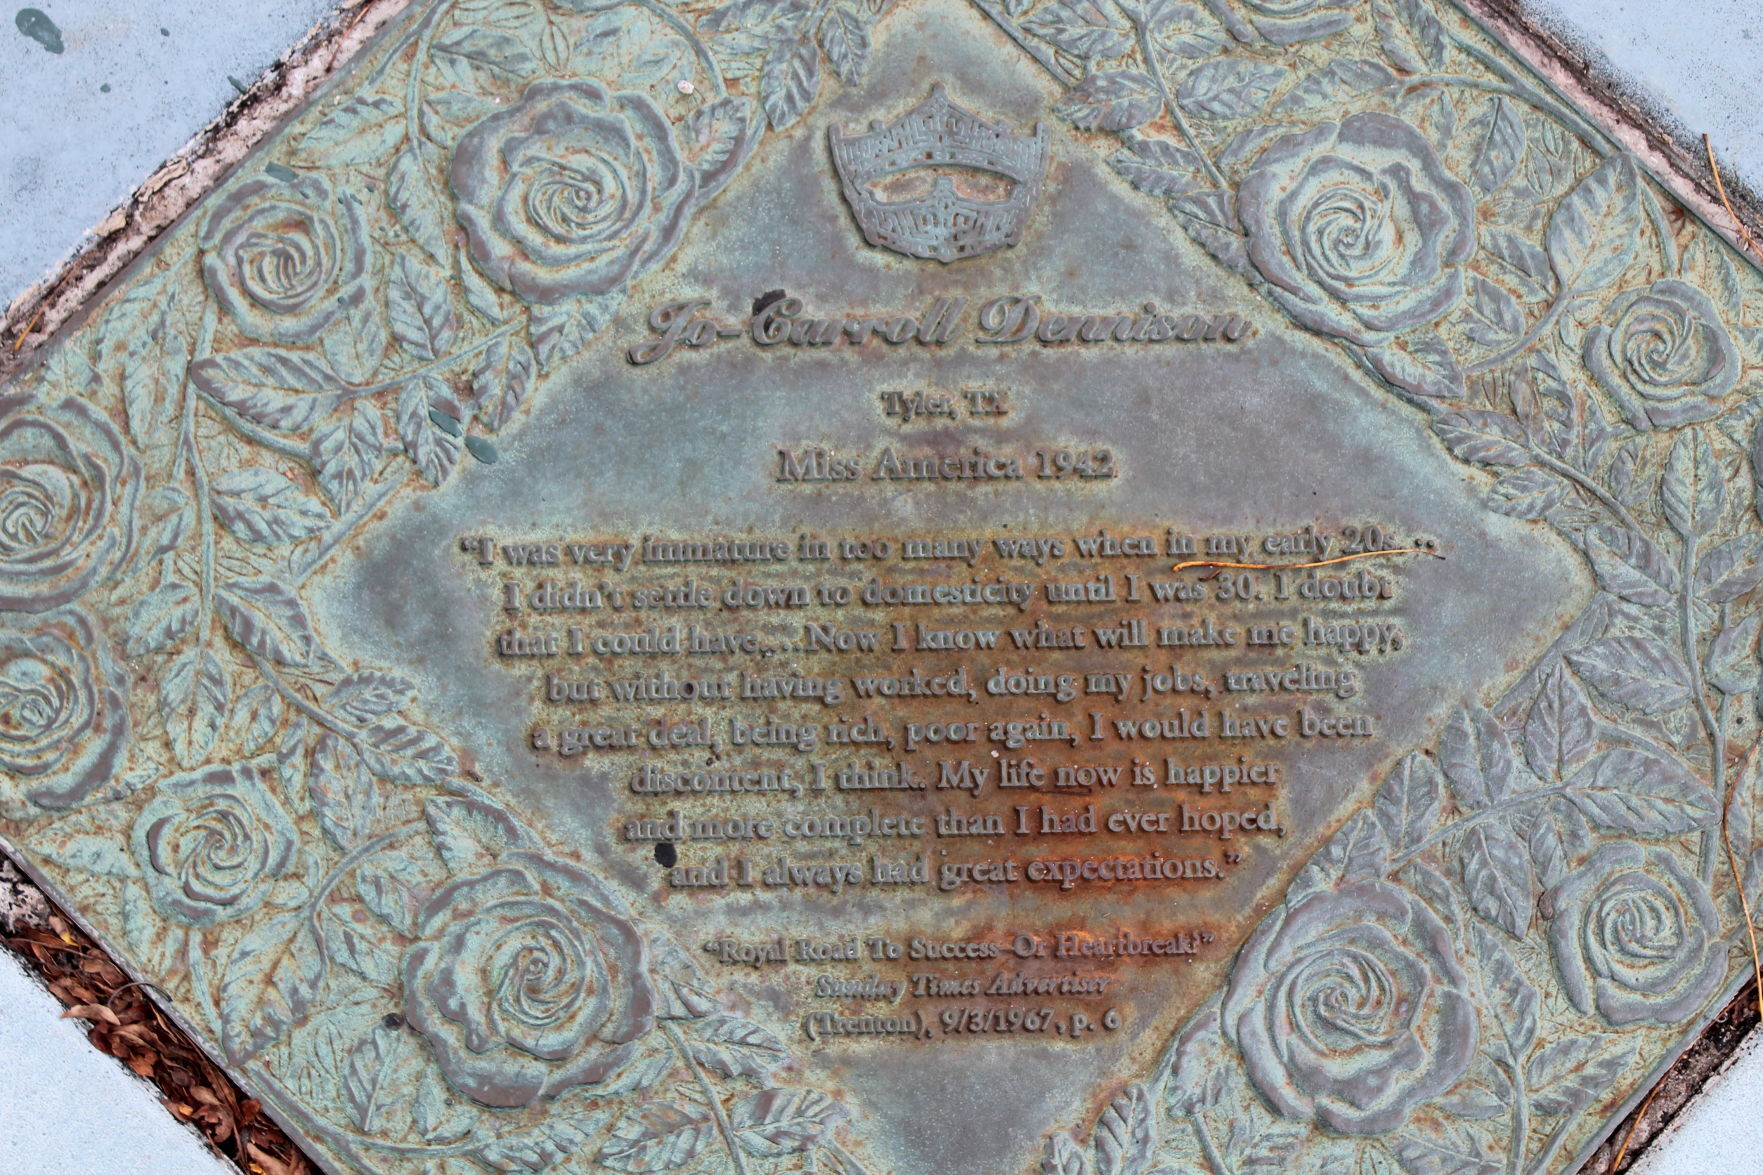 Jo-Carroll Dennison
Tyler, TX
Miss America 1942
“I was very immature in too many ways when in my early 20s. . .
I didn't settle down to domesticity until I was 30. I doubt
that I could have. . . .Now I know what will make me happy,
but without having worked, doing my jobs, traveling
a great deal, being rich, poor again, I would have been
discontent, I think. My life now is happier
and more complete than I had ever hoped,
and I always had great expectations.”
“Royal Road To Success–Or Heartbreak!”
Sunday Times Advertiser
(Trenton), 9/3/1967, p. 6